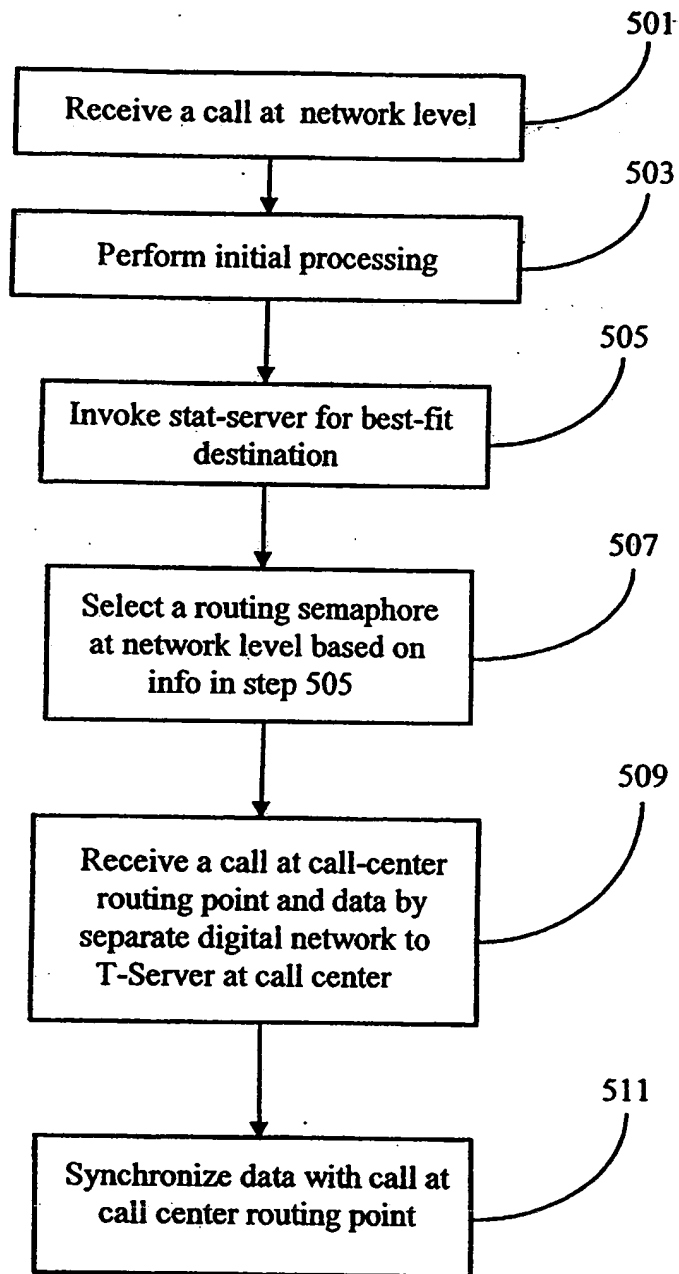 501
Receive a call at network level
503
Perform initial processing
505
Invoke stat-server for best-fit
destination
507
Select a routing semaphore
at network level based on
info in step 505
509
Receive a call at call-center
routing point and data by
separate digital network to
T-Server at call center
511
Synchronize data with call at
call center routing point